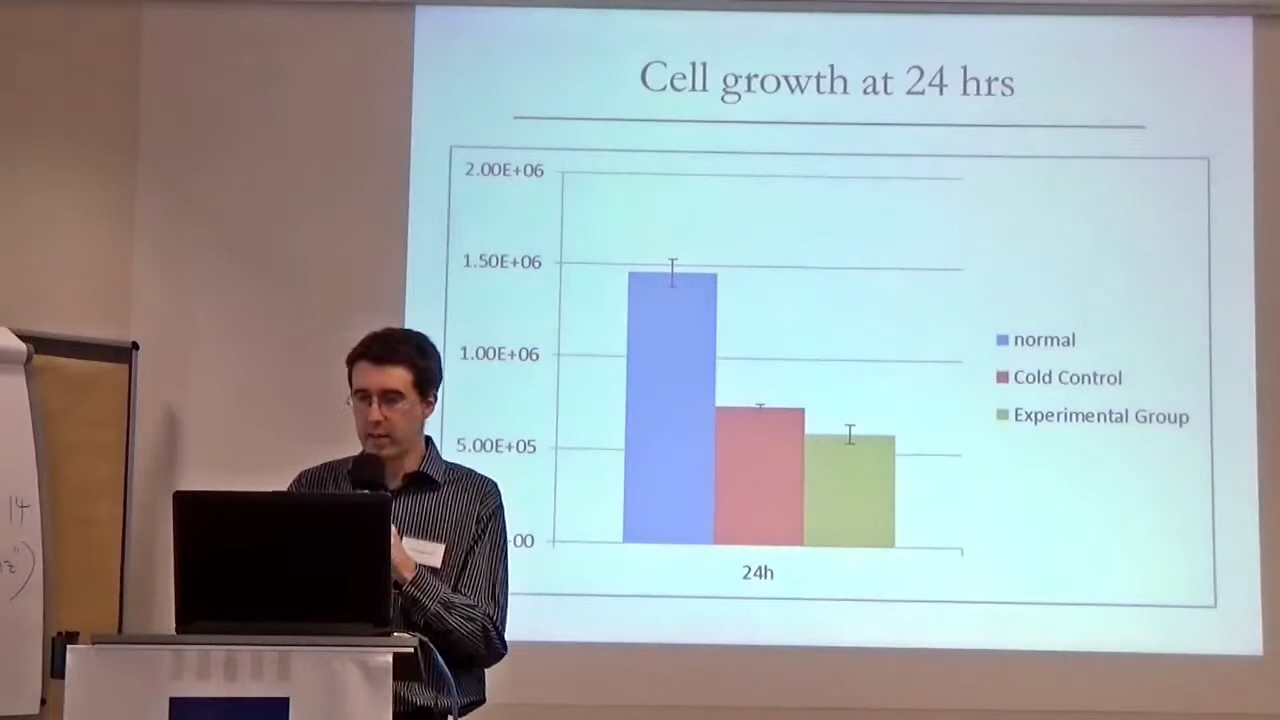 Cell growth at 24 hrs
2.00E+06
1.50E+06
1.00E+06
5.00E+05
00
24h
normal
Cold Control
Experimental Group
14